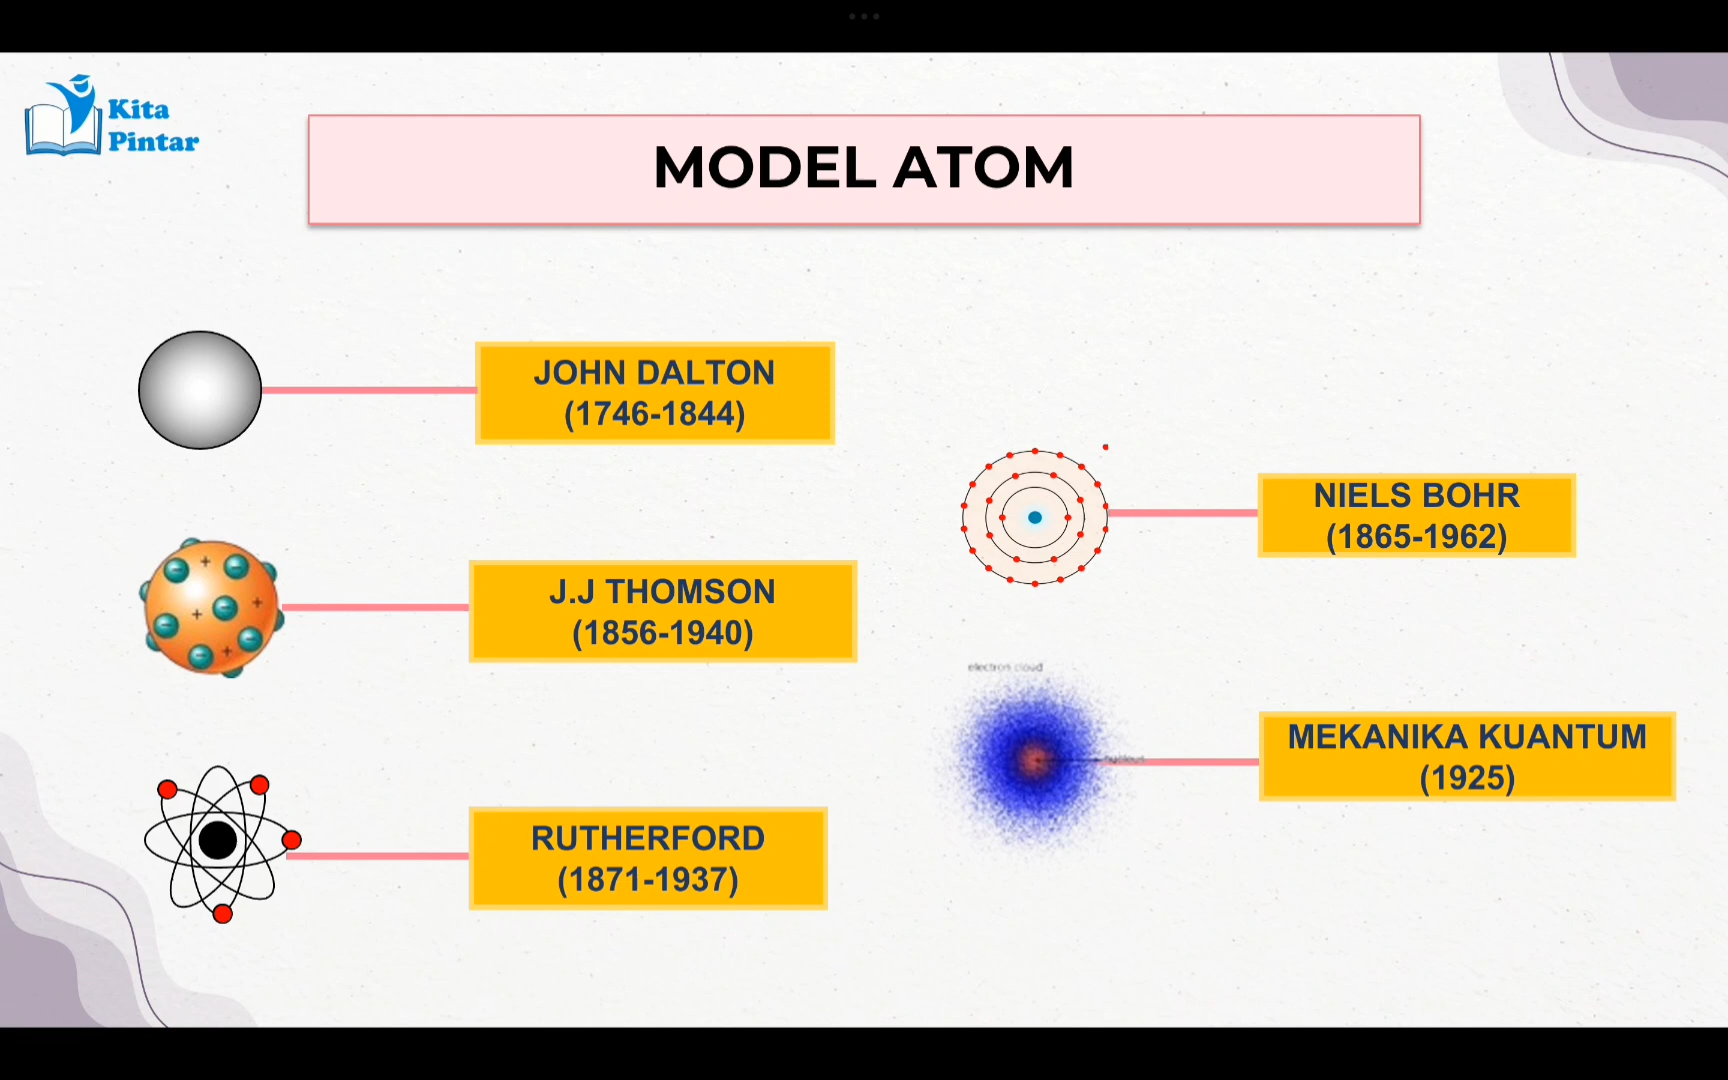 Kita
Pintar
MODEL ATOM
JOHN DALTON
(1746-1844)
J.J THOMSON
(1856-1940)
RUTHERFORD
(1871-1937)
NIELS BOHR
(1865-1962)
electron cloud
nucleus
MEKANIKA KUANTUM
(1925)